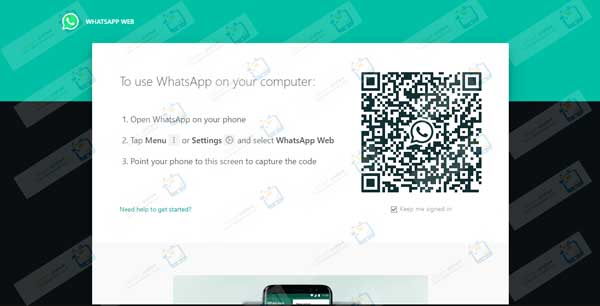 WHATSAPP WEB
To use WhatsApp on your computer:
1. Open WhatsApp on your phone
2. Tap Menu or Settings and select WhatsApp Web
3. Point your phone to this screen to capture the code
Need help to get started?
Keep me signed in